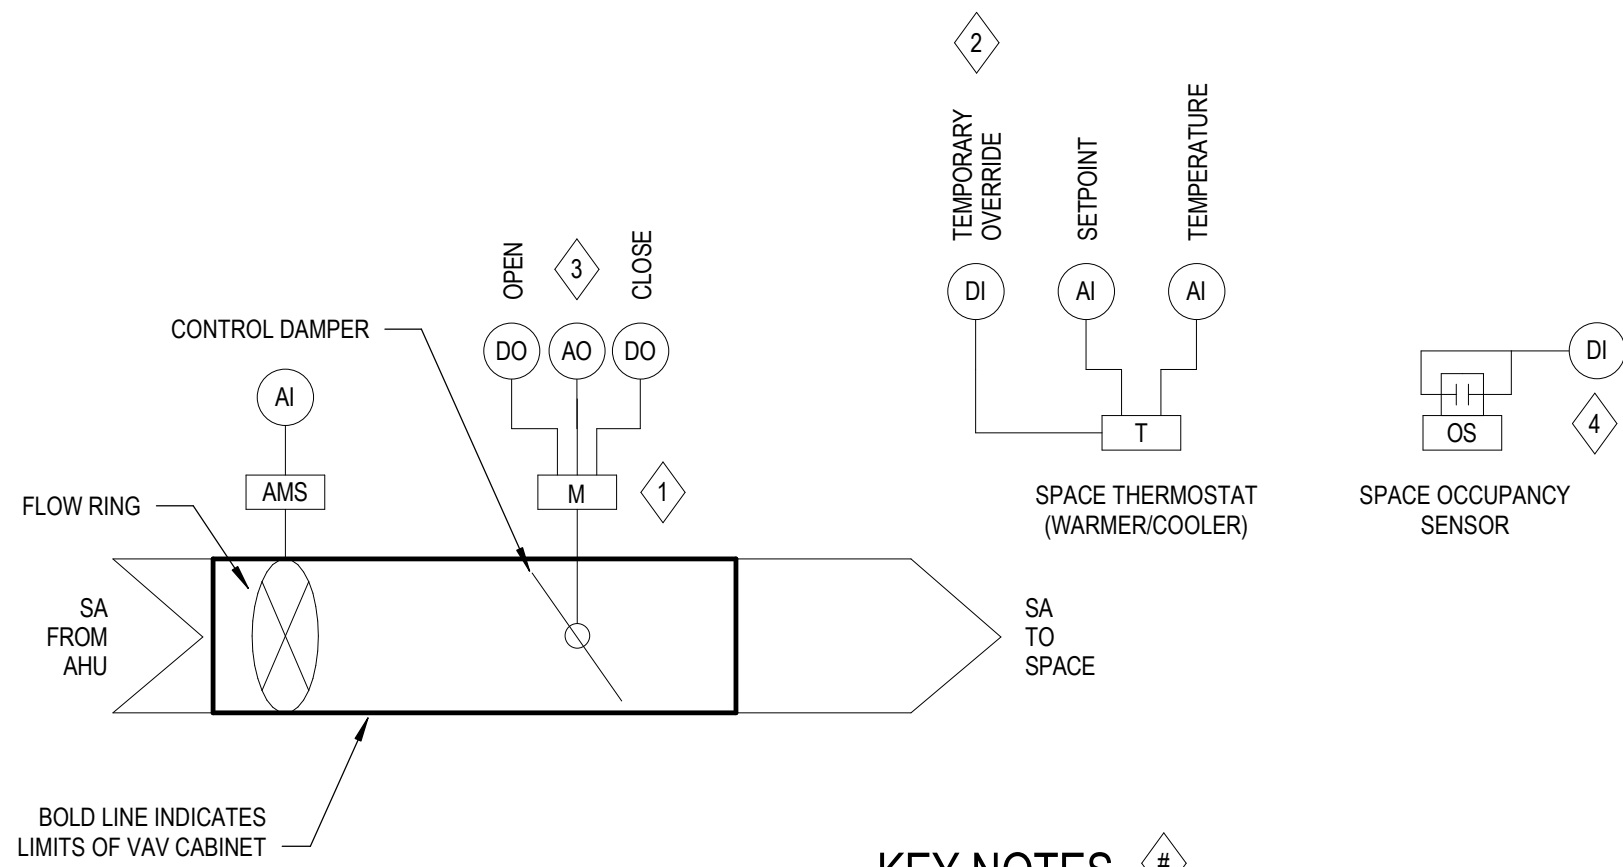 2
TEMPORARY
OVERRIDE
SETPOINT
TEMPERATURE
OPEN
3
CLOSE
DI
AI
AI
CONTROL DAMPER
DO
AO
DO
DI
AI
4
T
OS
FLOW RING
AMS
M
1
SPACE THERMOSTAT
(WARMER/COOLER)
SPACE OCCUPANCY
SENSOR
SA
FROM
AHU
SA
TO
SPACE
BOLD LINE INDICATES
LIMITS OF VAV CABINET
KEY NOTES #